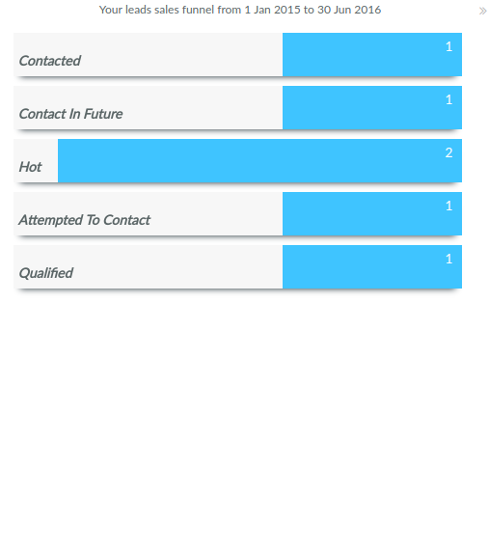 Your leads sales funnel from 1 Jan 2015 to 30 Jun 2016 »
1
Contacted
1
Contact In Future
2
Hot
1
Attempted To Contact
1
Qualified